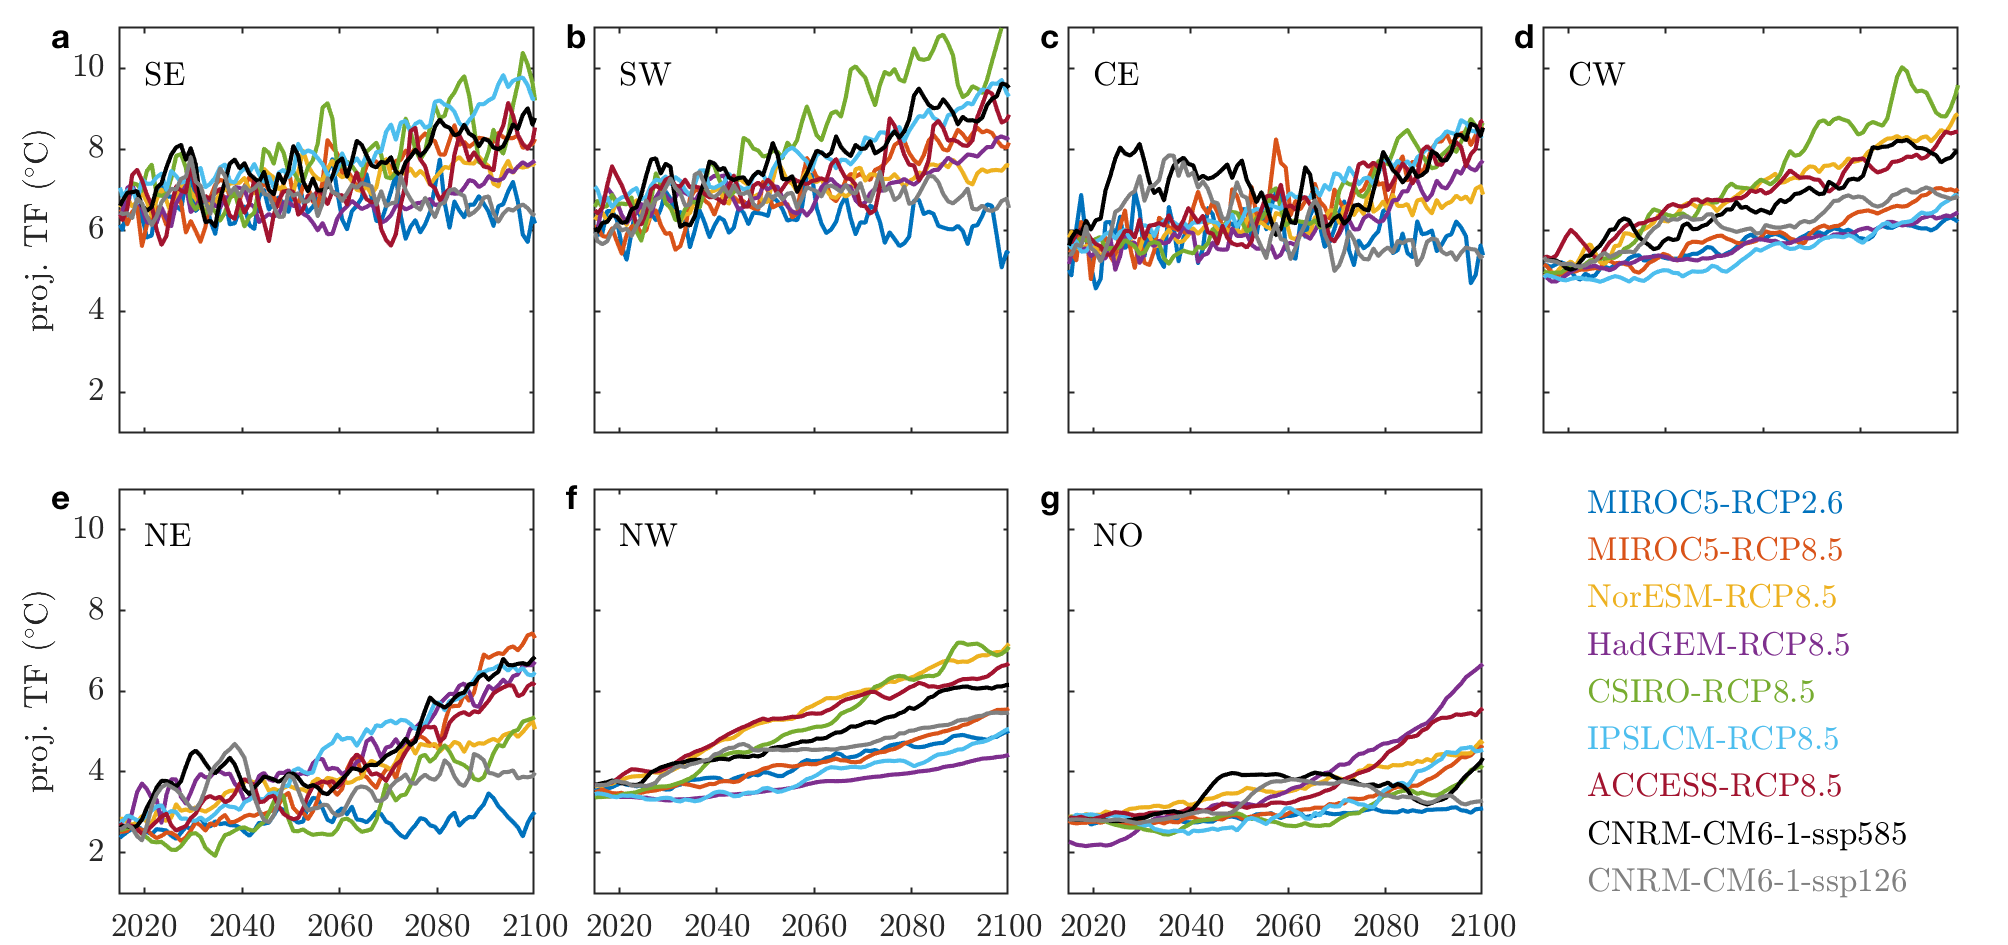 a
b
c
d
SE
SW
CE
CW
proj. TF (°C)
10
8
6
4
2
e
f
g
NE
NW
NO
proj. TF (°C)
10
8
6
4
2
2020 2040 2060 2080 2100
2020 2040 2060 2080 2100
2020 2040 2060 2080 2100
MIROC5-RCP2.6
MIROC5-RCP8.5
NorESM-RCP8.5
HadGEM-RCP8.5
CSIRO-RCP8.5
IPSLCM-RCP8.5
ACCESS-RCP8.5
CNRM-CM6-1-ssp585
CNRM-CM6-1-ssp126